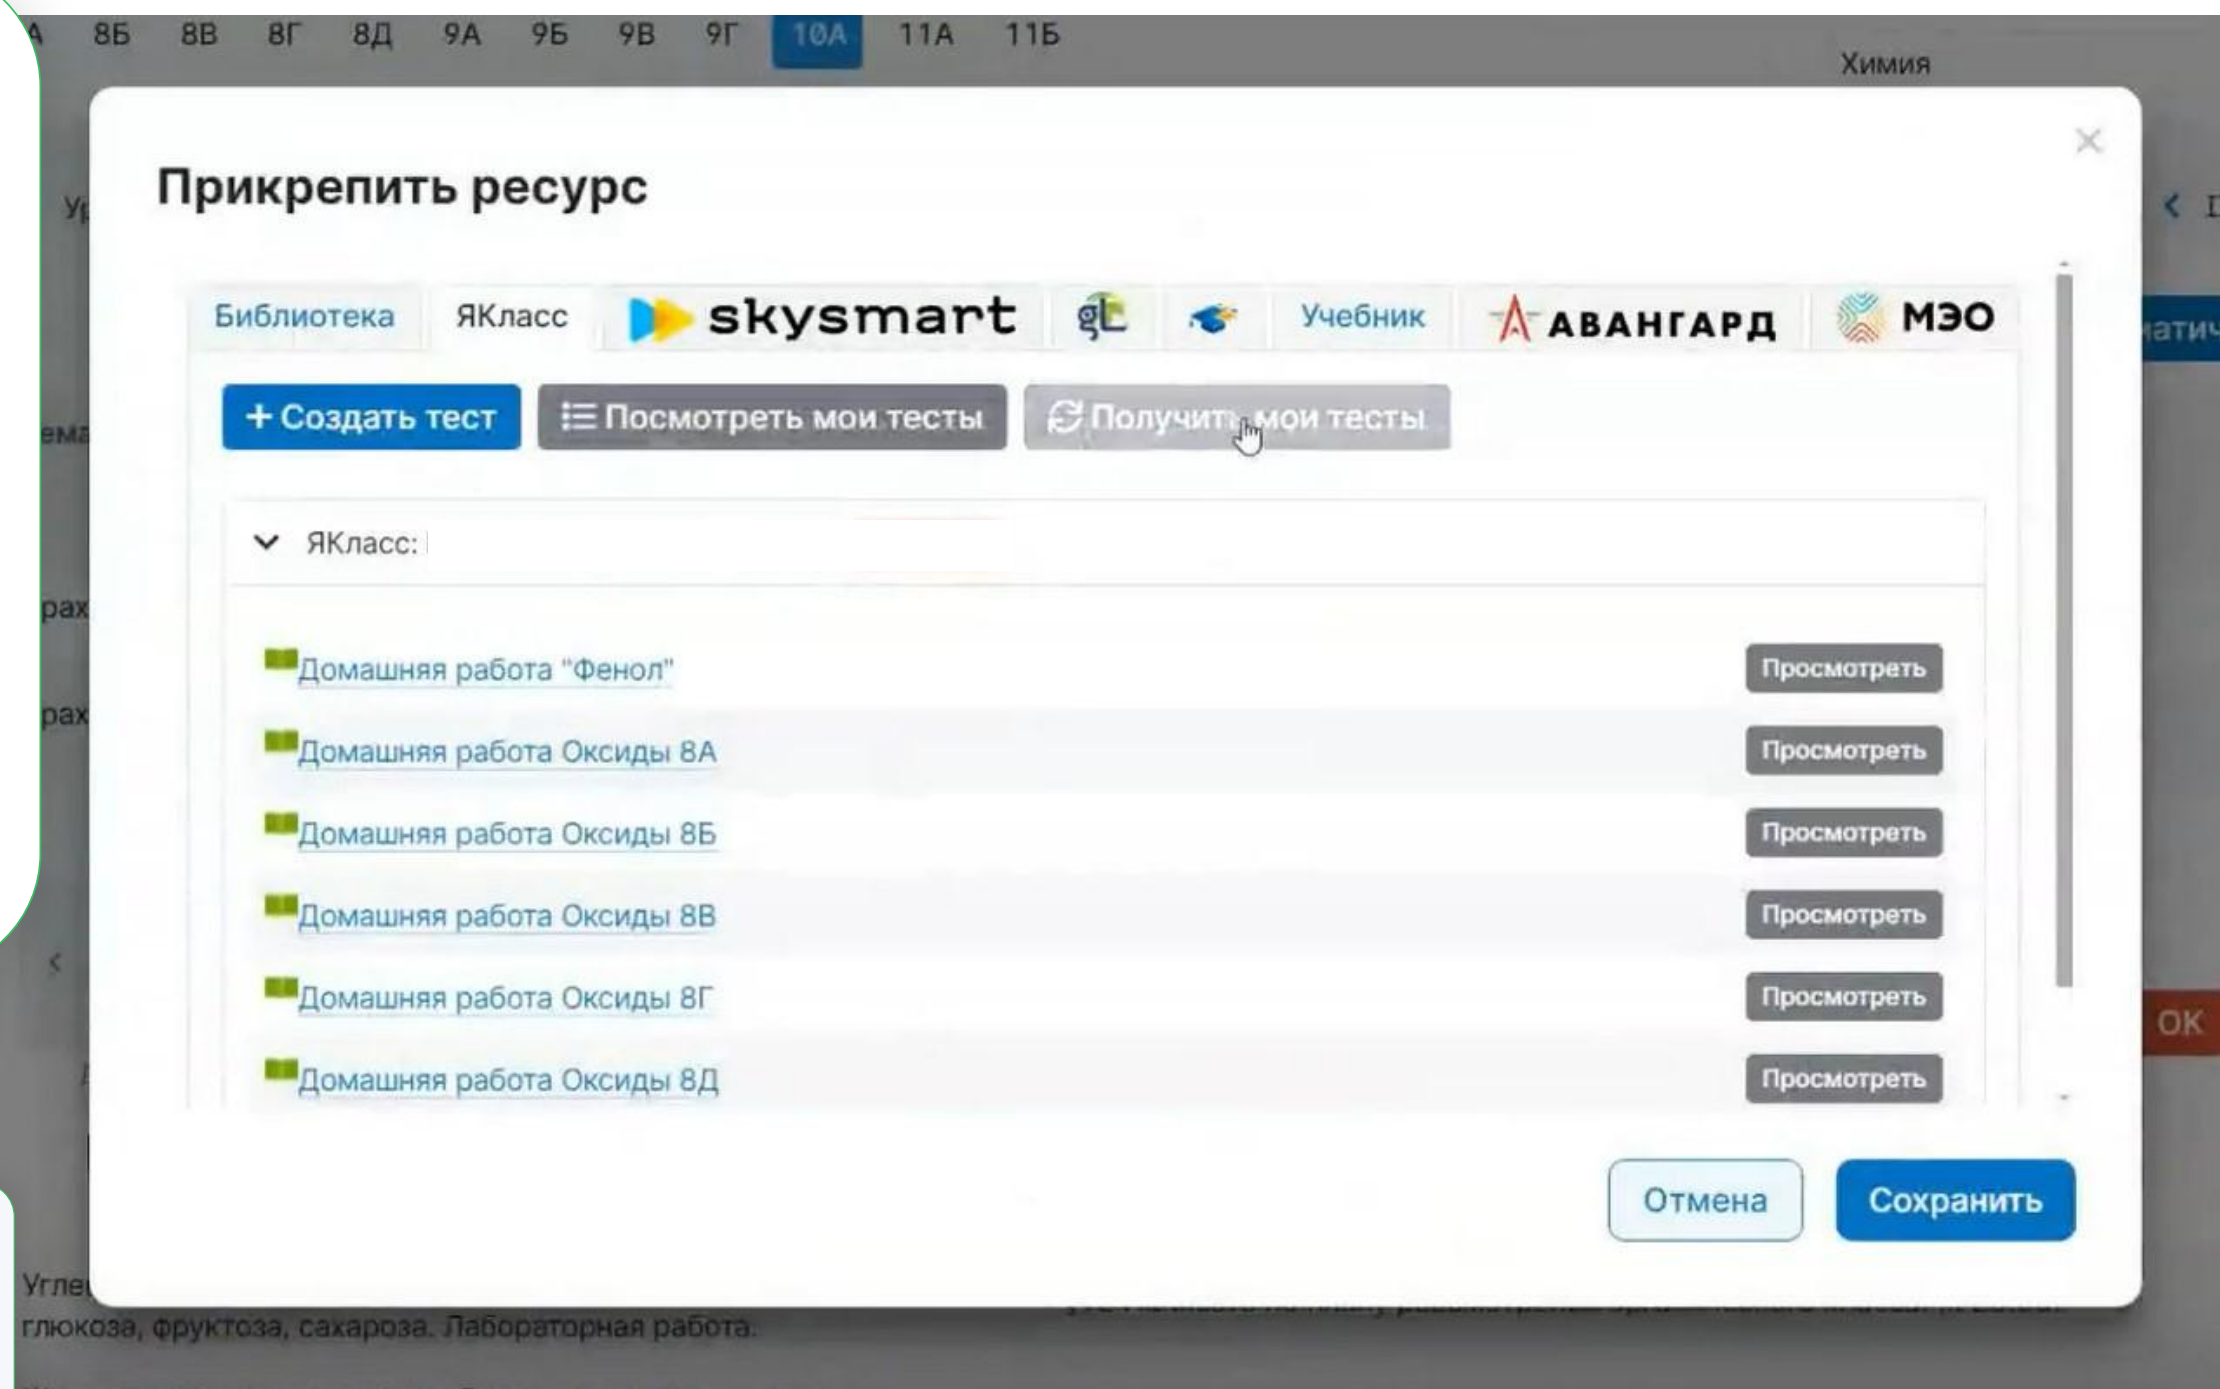 8Б 8В 8Г 8Д 9А 9Б 9В 9Г 10А 11А 11Б
Химия
Прикрепить ресурс
Библиотека ЯКласс skysmart gL Учебник АВАНГАРД МЭО
+ Создать тест Посмотреть мои тесты Получить мои тесты
ЯКласс:
Домашняя работа "Фенол" Просмотреть
Домашняя работа Оксиды 8А Просмотреть
Домашняя работа Оксиды 8Б Просмотреть
Домашняя работа Оксиды 8В Просмотреть
Домашняя работа Оксиды 8Г Просмотреть
ОК
Домашняя работа Оксиды 8Д Просмотреть
Отмена Сохранить
глюкоза, фруктоза, сахароза. Лабораторная работа.